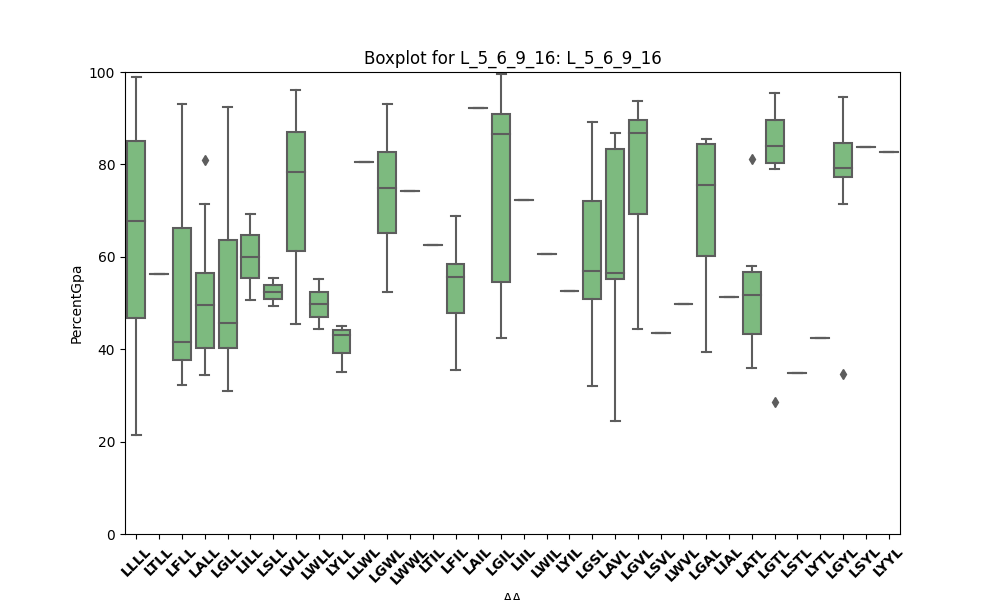 Boxplot for L_5_6_9_16: L_5_6_9_16
100
80
60
40
20
0
PercentGpa
LLLL LTLL LFLL LALL LGLL LILL LSLL LVLL LWLL LYLL LLWL LGWL LWWL LTIL LFIL LAIL LGIL LIIL LWIL LYIL LGSL LAVL LGVL LSVL LWVL LGAL LIAL LATL LGTL LSTL LYTL LGYL LSYL LYYL
AA